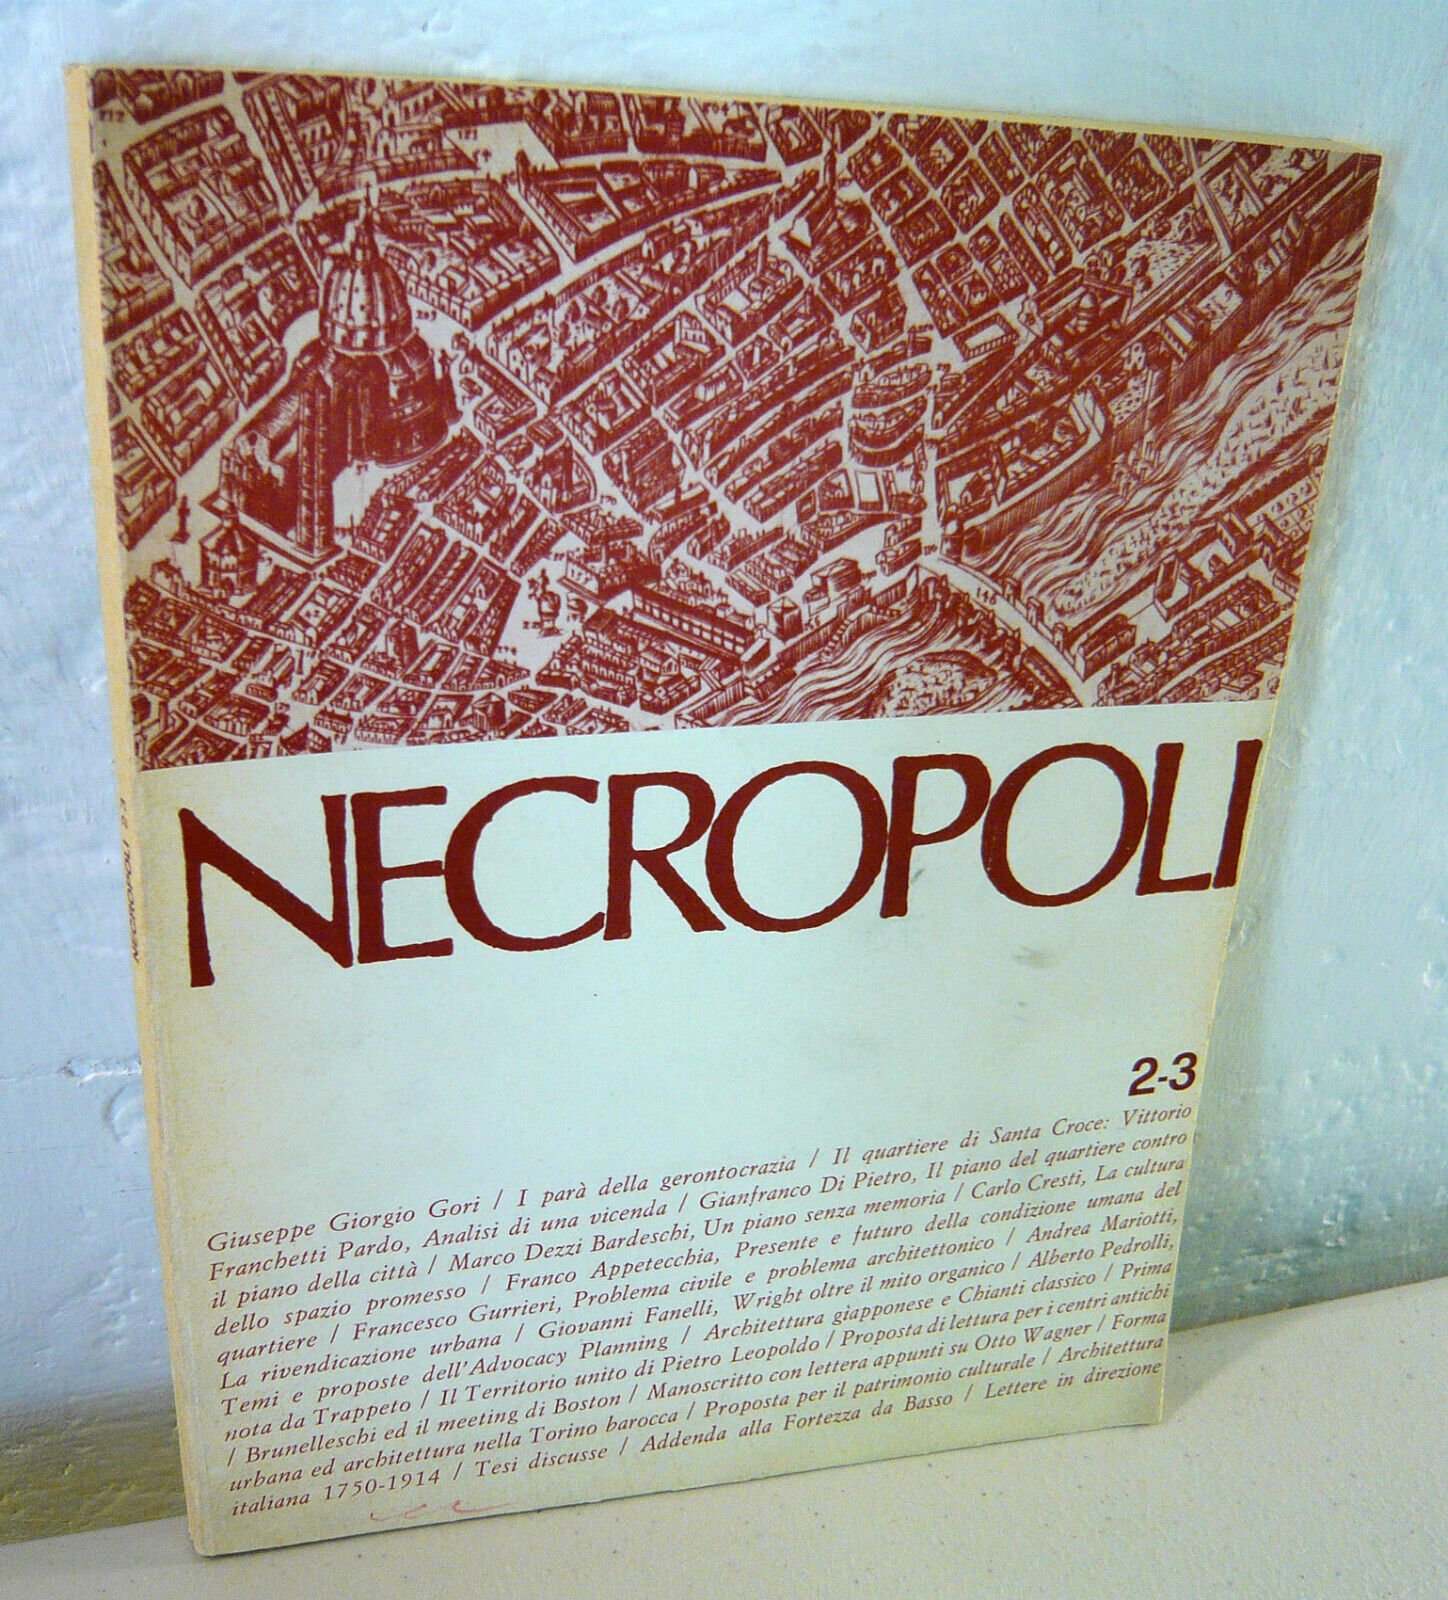 NECROPOLI
2-3
Giuseppe Giorgio Gori / I parà della gerontocrazia / Il quartiere di Santa Croce: Vittorio
Franchetti Pardo, Analisi di una vicenda / Gianfranco Di Pietro, Il piano del quartiere contro
il piano della città / Marco Dezzi Bardeschi, Un piano senza memoria / Carlo Cresti, La cultura
dello spazio promesso / Franco Appetecchia, Presente e futuro della condizione umana del
quartiere / Francesco Gurrieri, Problema civile e problema architettonico / Andrea Mariotti,
La rivendicazione urbana / Giovanni Fanelli, Wright oltre il mito organico / Alberto Pedrolli,
Temi e proposte dell'Advocacy Planning / Architettura giapponese e Chianti classico / Prima
nota da Trappeto / Il Territorio unito di Pietro Leopoldo / Proposta di lettura per i centri antichi
/ Brunelleschi ed il meeting di Boston / Manoscritto con lettera appunti su Otto Wagner / Forma
urbana ed architettura nella Torino barocca / Proposta per il patrimonio culturale / Architettura
italiana 1750-1914 / Tesi discusse / Addenda alla Fortezza da Basso / Lettere in direzione
NECROPOLI 2-3